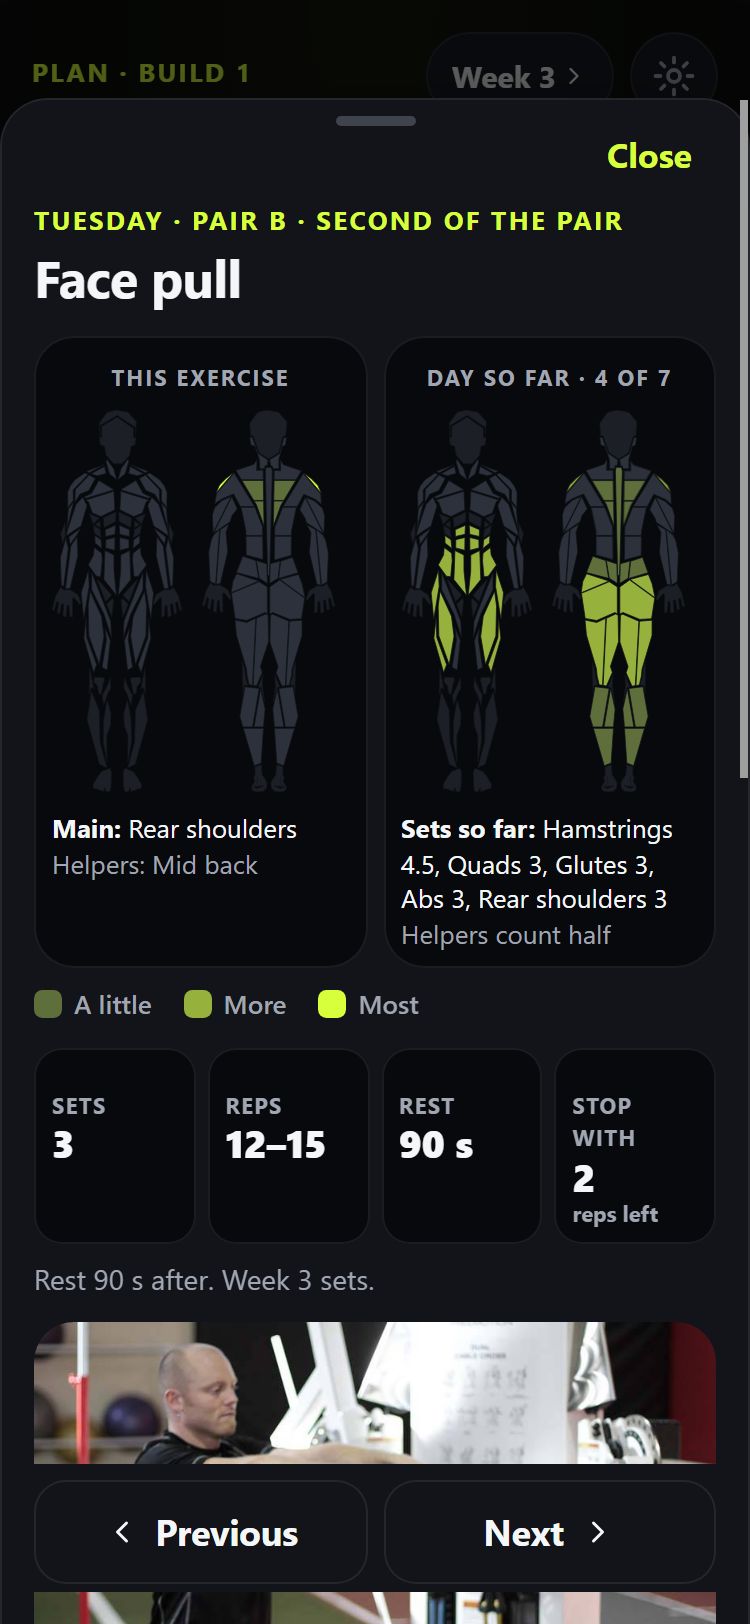 PLAN · BUILD 1
Week 3
Close
TUESDAY · PAIR B · SECOND OF THE PAIR
Face pull
THIS EXERCISE
Main: Rear shoulders
Helpers: Mid back
DAY SO FAR · 4 OF 7
Sets so far: Hamstrings
4.5, Quads 3, Glutes 3,
Abs 3, Rear shoulders 3
Helpers count half
A little
More
Most
SETS
3
REPS
12–15
REST
90 s
STOP
WITH
2
reps left
Rest 90 s after. Week 3 sets.
Previous
Next